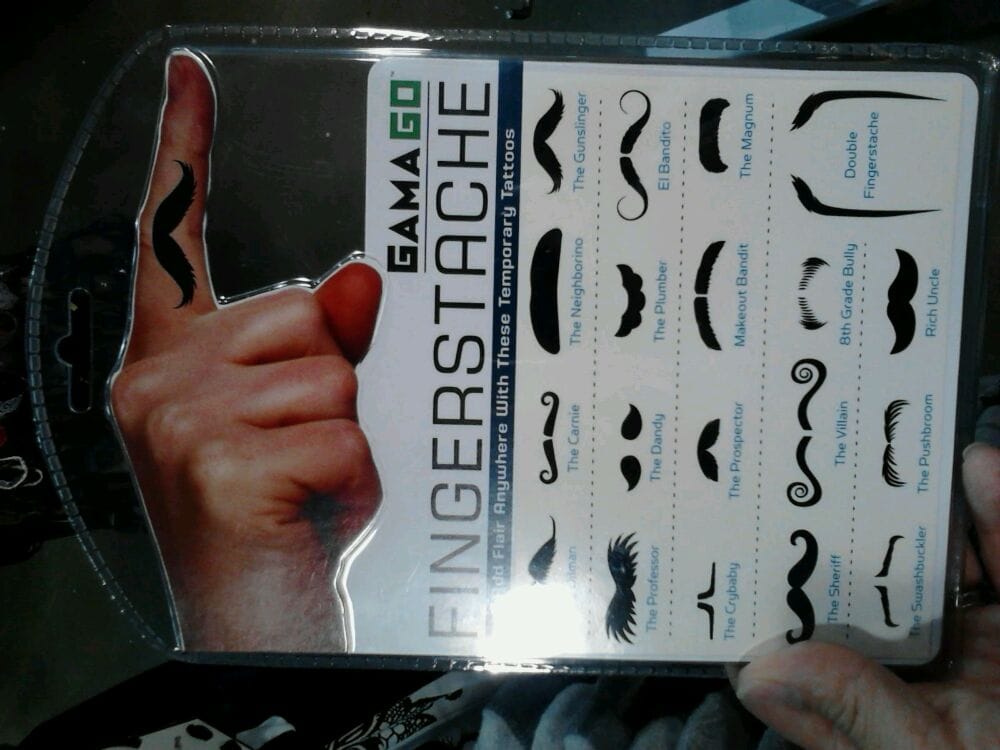 GAMAGO™
FINGERSTACHE
Add Flair Anywhere With These Temporary Tattoos
The Carnie The Neighborino The Gunslinger
The Professor The Dandy The Plumber El Bandito
The Crybaby The Prospector Makeout Bandit The Magnum
The Sheriff The Villain 8th Grade Bully Double
Fingerstache
The Swashbuckler The Pushbroom Rich Uncle